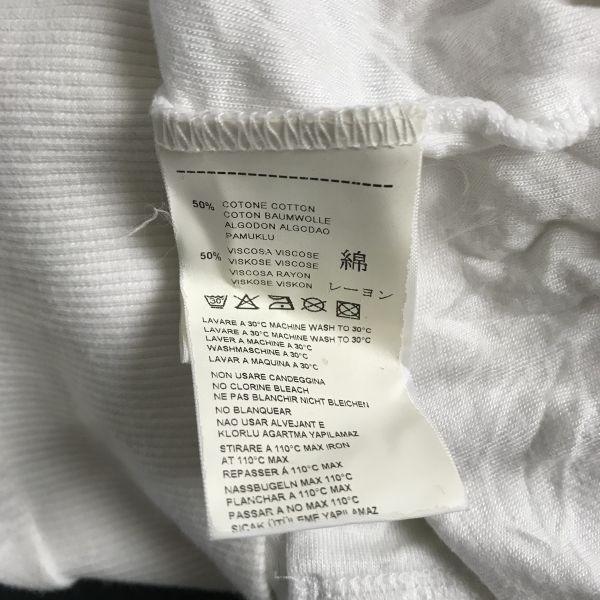 50% COTONE COTTON
COTON BAUMWOLLE
ALGODON ALGODAO
PAMUKLU
50% VISCOSA VISCOSE
VISKOSE VISCOSE
VISCOSA RAYON
VISKOSE VISKON
綿
レーヨン
30°
LAVARE A 30°C MACHINE WASH TO 30°C
LAVER A MACHINE A 30°C
WASHMASCHINE A 30°C
LAVAR A MAQUINA A 30°C
NON USARE CANDEGGINA
NO CLORINE BLEACH
NE PAS BLANCHIR NICHT BLEICHEN
NO BLANQUEAR
NAO USAR ALVEJANT E
KLORLU AGARTMA YAPILAMAZ
STIRARE A 110°C MAX IRON
AT 110°C MAX
REPASSER Á 110°C MAX
NASSBUGELN MAX 110°C
PLANCHAR A 110°C MAX
PASSAR A NO MAX 110°C
SICAK ÜTÜLEME YAPILAMAZ